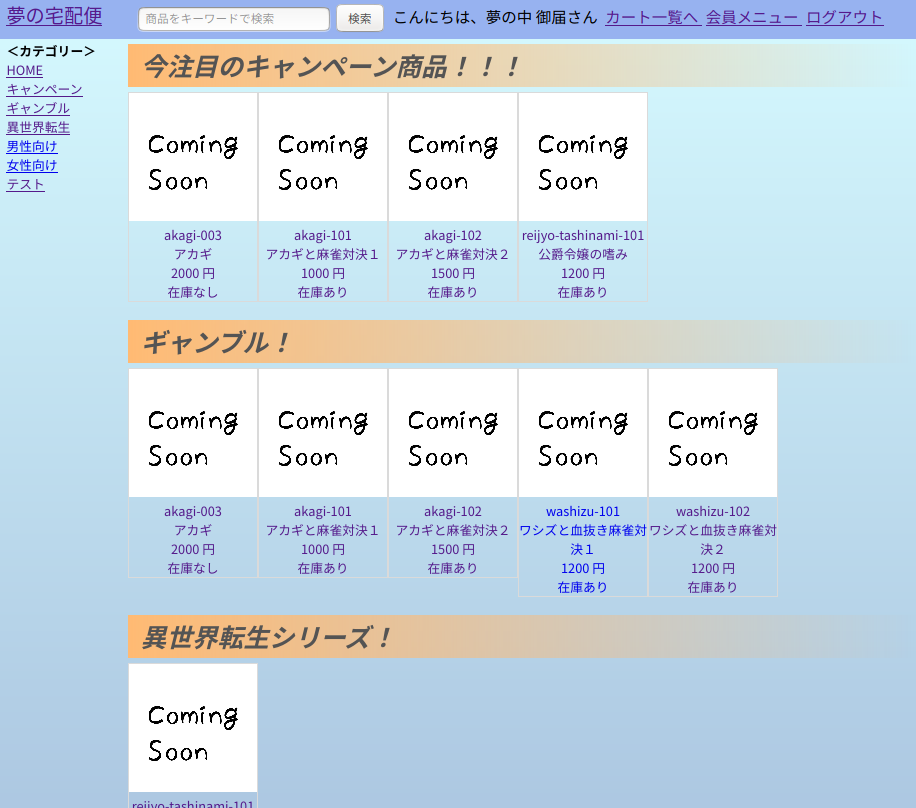 夢の宅配便 商品をキーワードで検索 検索 こんにちは、夢の中 御届さん カート一覧へ 会員メニュー ログアウト
＜カテゴリー＞
HOME
キャンペーン
ギャンブル
異世界転生
男性向け
女性向け
テスト
今注目のキャンペーン商品！！！
Coming
Soon
akagi-003
アカギ
2000 円
在庫なし
Coming
Soon
akagi-101
アカギと麻雀対決１
1000 円
在庫あり
Coming
Soon
akagi-102
アカギと麻雀対決２
1500 円
在庫あり
Coming
Soon
reijyo-tashinami-101
公爵令嬢の嗜み
1200 円
在庫あり
ギャンブル！
Coming
Soon
akagi-003
アカギ
2000 円
在庫なし
Coming
Soon
akagi-101
アカギと麻雀対決１
1000 円
在庫あり
Coming
Soon
akagi-102
アカギと麻雀対決２
1500 円
在庫あり
Coming
Soon
washizu-101
ワシズと血抜き麻雀対
決１
1200 円
在庫あり
Coming
Soon
washizu-102
ワシズと血抜き麻雀対
決２
1200 円
在庫あり
異世界転生シリーズ！
Coming
Soon
reijyo-tashinami-101